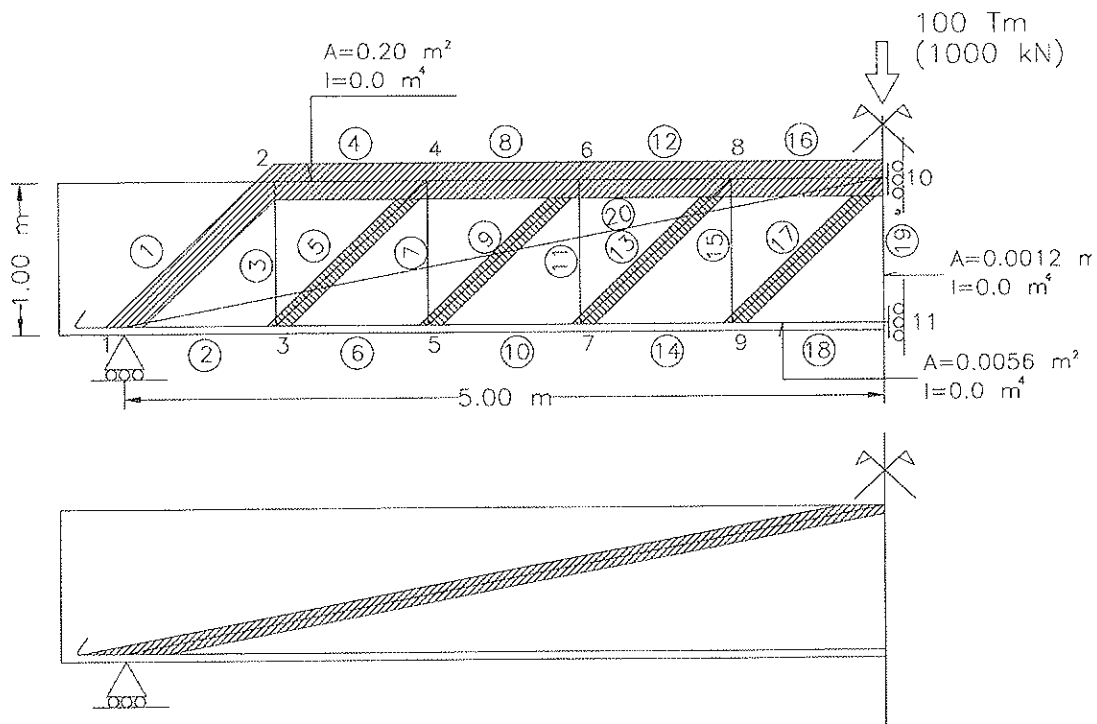 100 Tm
(1000 kN)
A=0.20 m²
I=0.0 m⁴
4 8 12 16
2 4 6 8
10
1.00 m
1 3 5 7 9 11 20 13 15 17 19
A=0.0012 m
I=0.0 m⁴
11
3 5 7 9
2 6 10 14 18
A=0.0056 m²
I=0.0 m⁴
5.00 m